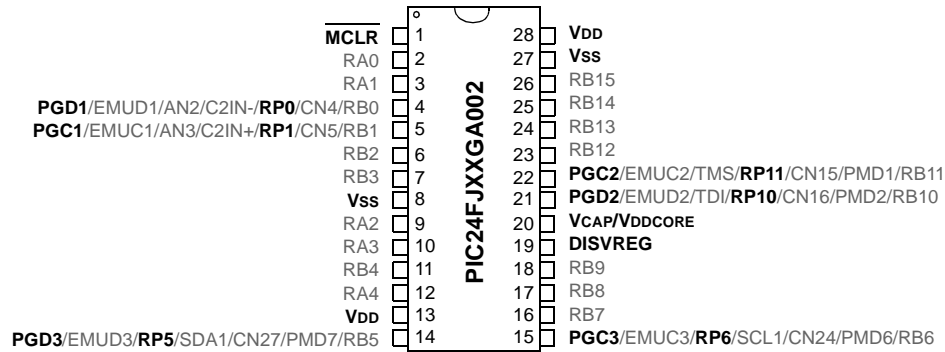 MCLR 1 28 VDD
RA0 2 27 VSS
RA1 3 26 RB15
PGD1/EMUD1/AN2/C2IN-/RP0/CN4/RB0 4 25 RB14
PGC1/EMUC1/AN3/C2IN+/RP1/CN5/RB1 5 24 RB13
RB2 6 23 RB12
RB3 7 22 PGC2/EMUC2/TMS/RP11/CN15/PMD1/RB11
VSS 8 21 PGD2/EMUD2/TDI/RP10/CN16/PMD2/RB10
RA2 9 20 VCAP/VDDCORE
RA3 10 19 DISVREG
RB4 11 18 RB9
RA4 12 17 RB8
VDD 13 16 RB7
PGD3/EMUD3/RP5/SDA1/CN27/PMD7/RB5 14 15 PGC3/EMUC3/RP6/SCL1/CN24/PMD6/RB6
PIC24FJXXGA002